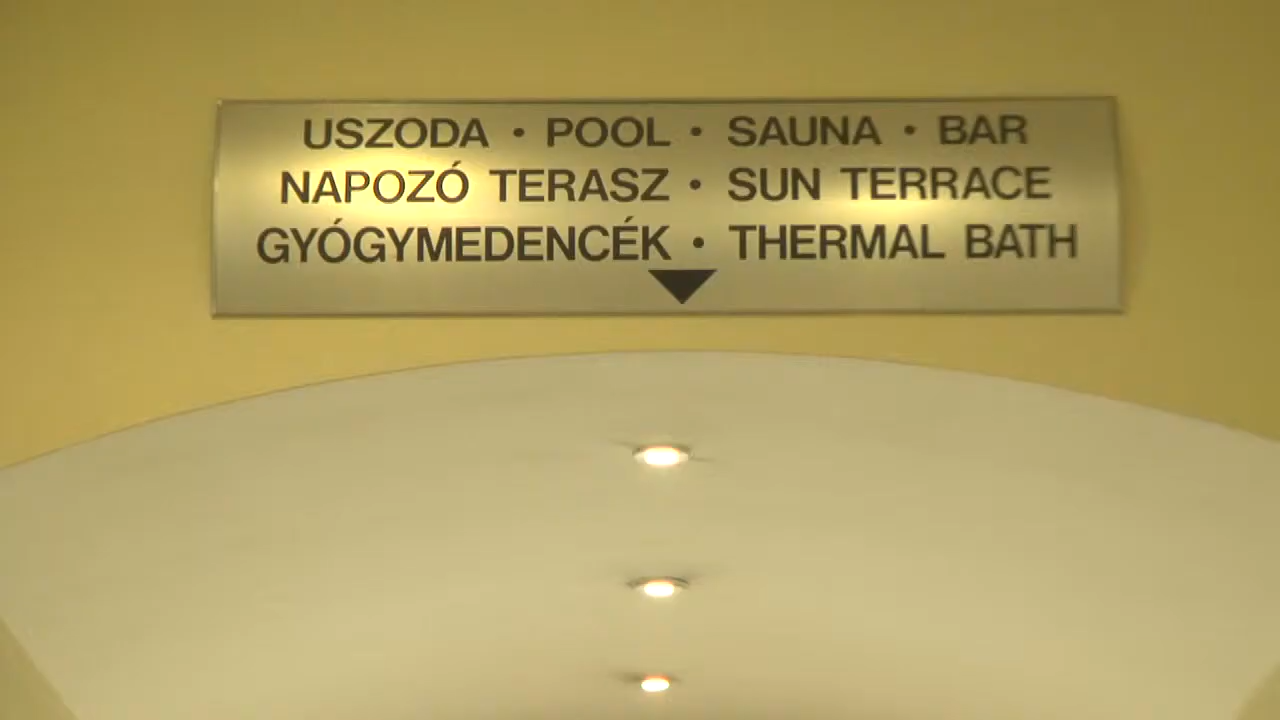 USZODA • POOL • SAUNA • BAR
NAPOZÓ TERASZ • SUN TERRACE
GYÓGYMEDENCÉK • THERMAL BATH